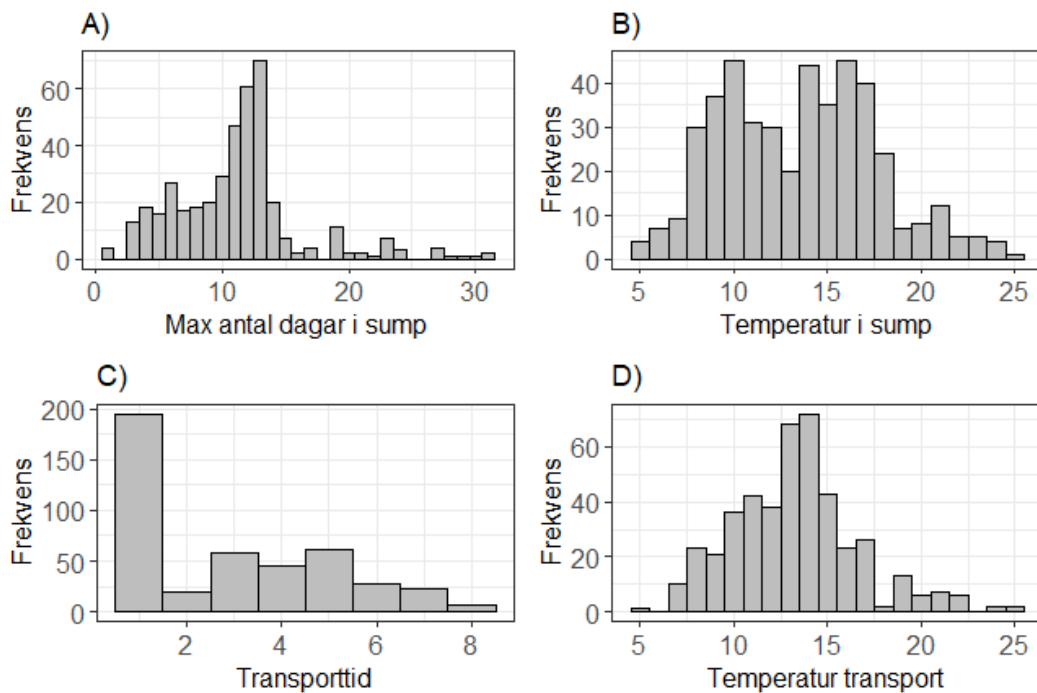 A)
Frekvens
60
40
20
0
0 10 20 30
Max antal dagar i sump
B)
Frekvens
40
30
20
10
0
5 10 15 20 25
Temperatur i sump
C)
Frekvens
200
150
100
50
0
2 4 6 8
Transporttid
D)
Frekvens
60
40
20
0
5 10 15 20 25
Temperatur transport